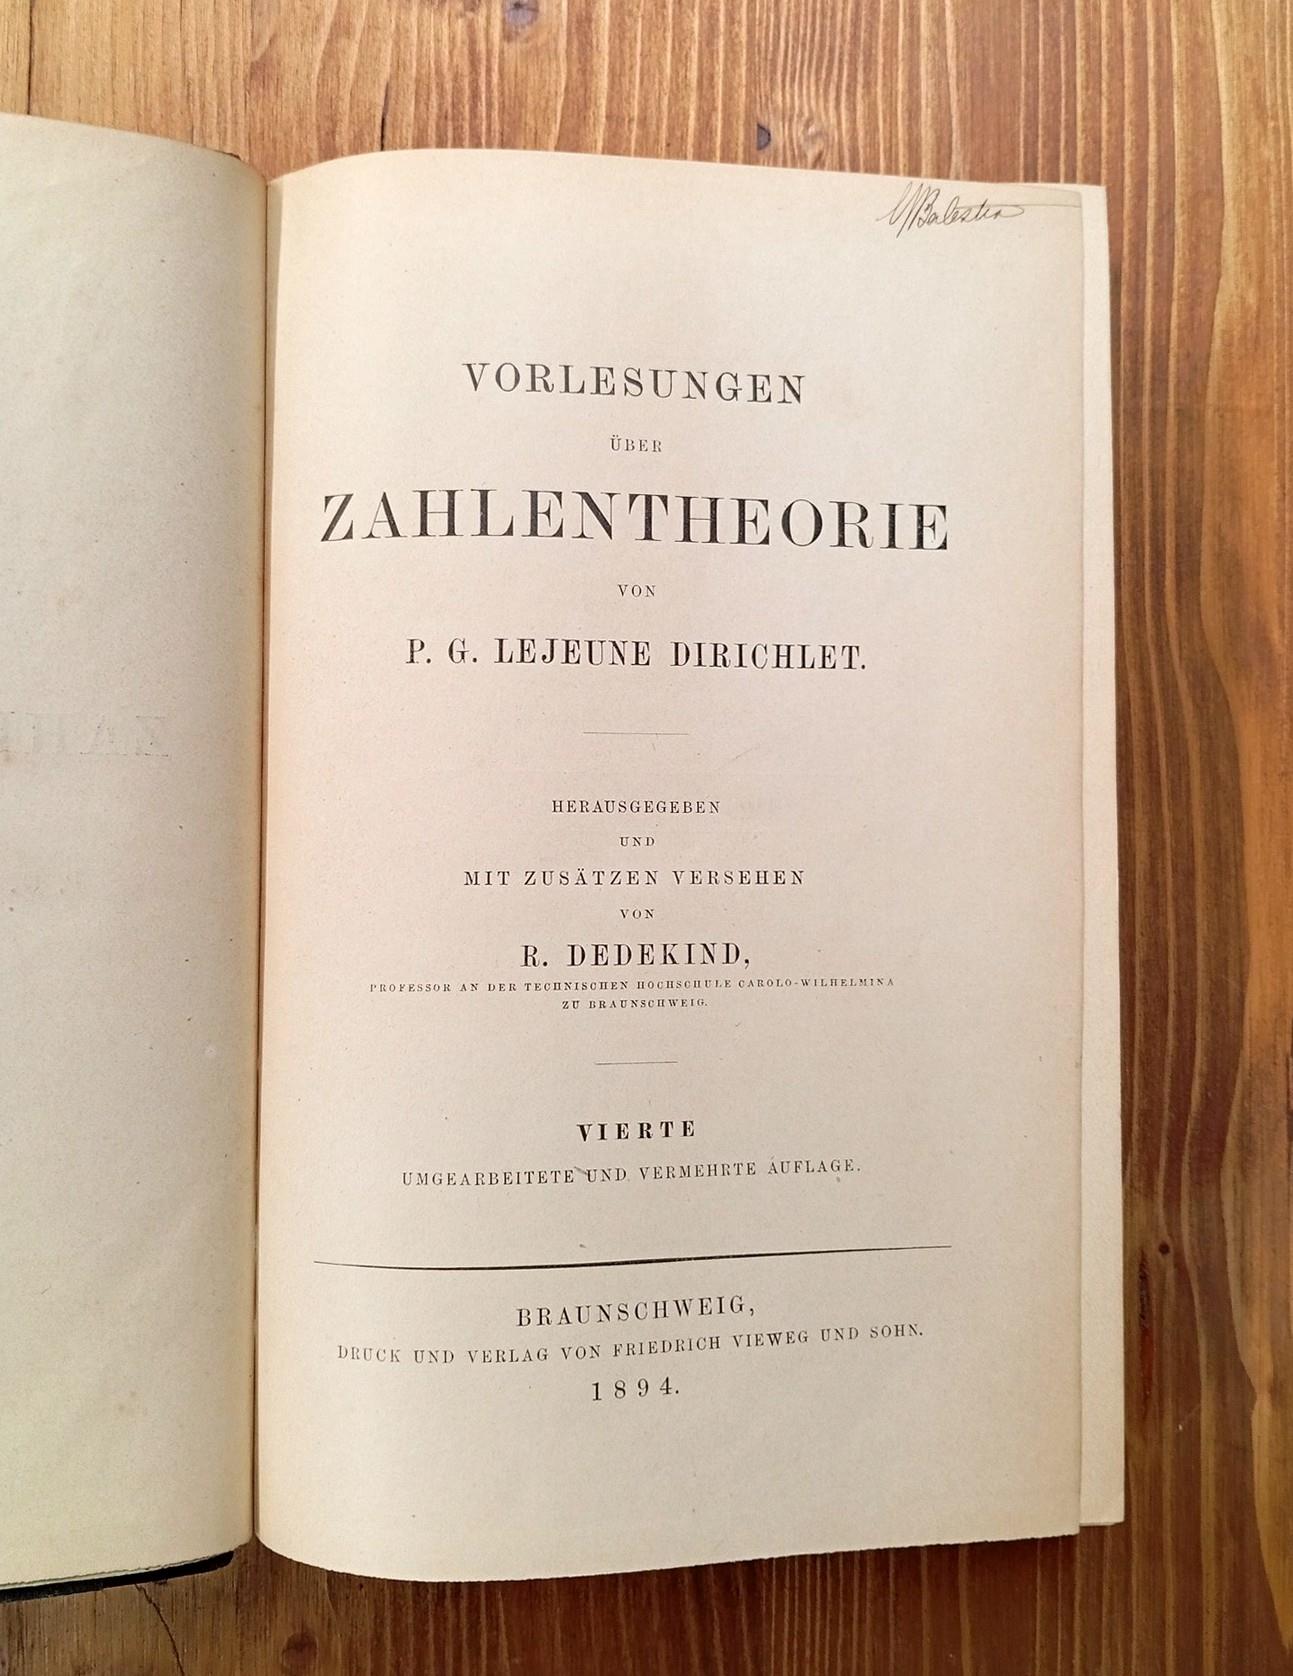 Balestra
VORLESUNGEN
ÜBER
ZAHLENTHEORIE
VON
P. G. LEJEUNE DIRICHLET.
HERAUSGEGEBEN
UND
MIT ZUSÄTZEN VERSEHEN
VON
R. DEDEKIND,
PROFESSOR AN DER TECHNISCHEN HOCHSCHULE CAROLO-WILHELMINA
ZU BRAUNSCHWEIG.
VIERTE
UMGEARBEITETE UND VERMEHRTE AUFLAGE.
BRAUNSCHWEIG,
DRUCK UND VERLAG VON FRIEDRICH VIEWEG UND SOHN.
1894.